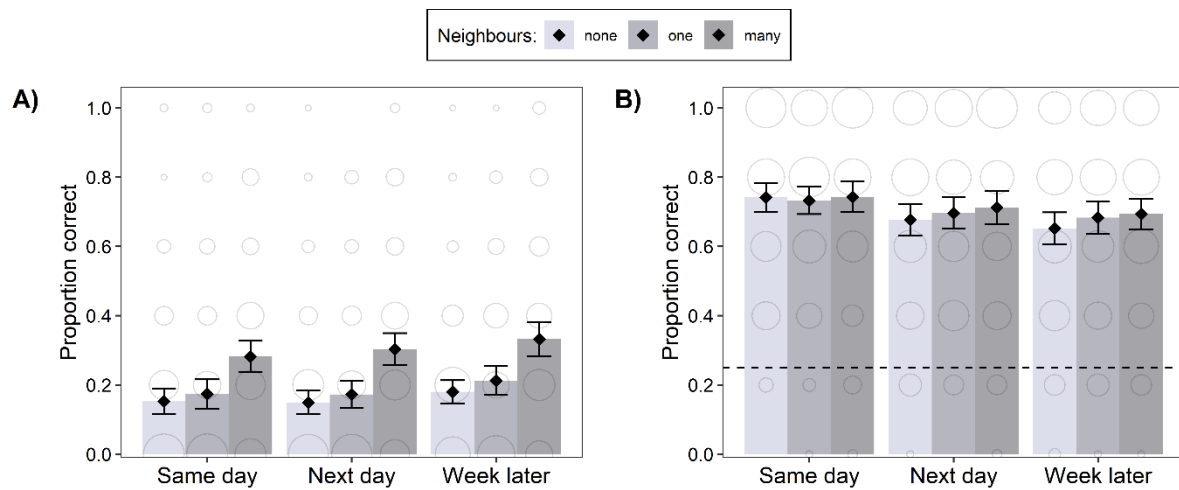 Neighbours: none one many
A)
Proportion correct
1.0
0.8
0.6
0.4
0.2
0.0
Same day Next day Week later
B)
Proportion correct
1.0
0.8
0.6
0.4
0.2
0.0
Same day Next day Week later